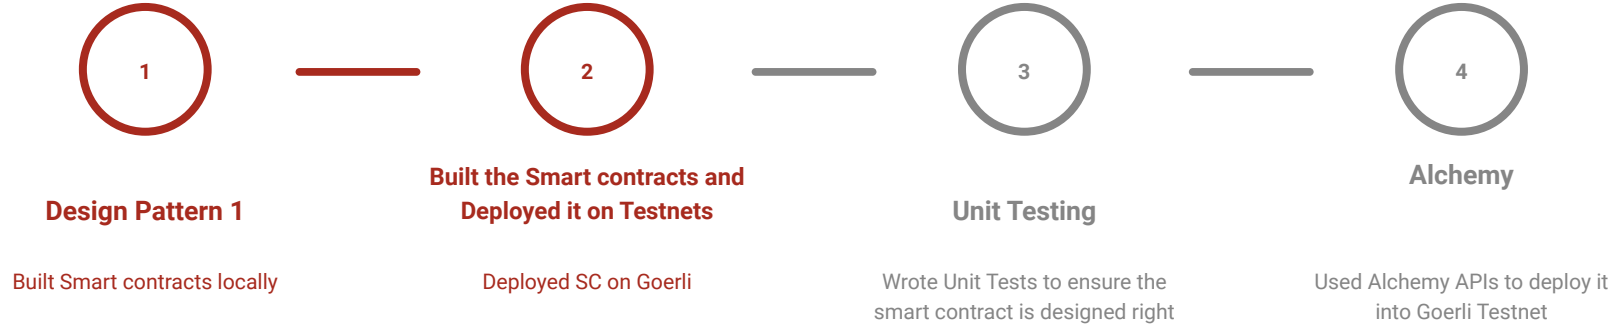 1
2
3
4
Design Pattern 1
Built the Smart contracts and
Deployed it on Testnets
Unit Testing
Alchemy
Built Smart contracts locally
Deployed SC on Goerli
Wrote Unit Tests to ensure the
smart contract is designed right
Used Alchemy APIs to deploy it
into Goerli Testnet